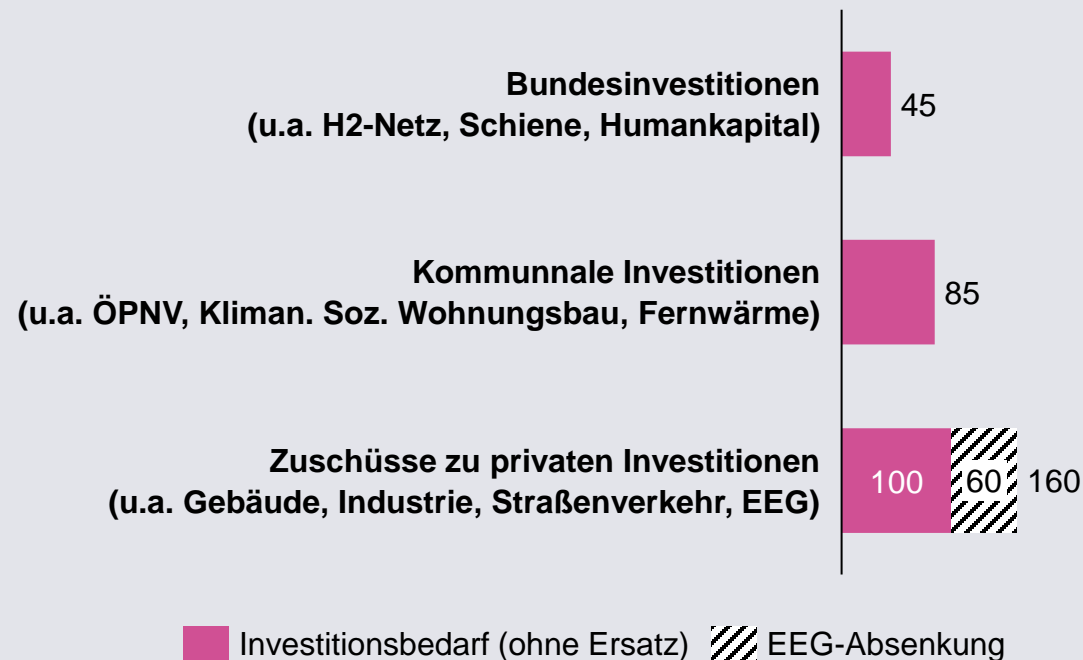 Bundesinvestitionen
(u.a. H2-Netz, Schiene, Humankapital)
45
Kommunnale Investitionen
(u.a. ÖPNV, Kliman. Soz. Wohnungsbau, Fernwärme)
85
Zuschüsse zu privaten Investitionen
(u.a. Gebäude, Industrie, Straßenverkehr, EEG)
100 60 160
Investitionsbedarf (ohne Ersatz) EEG-Absenkung